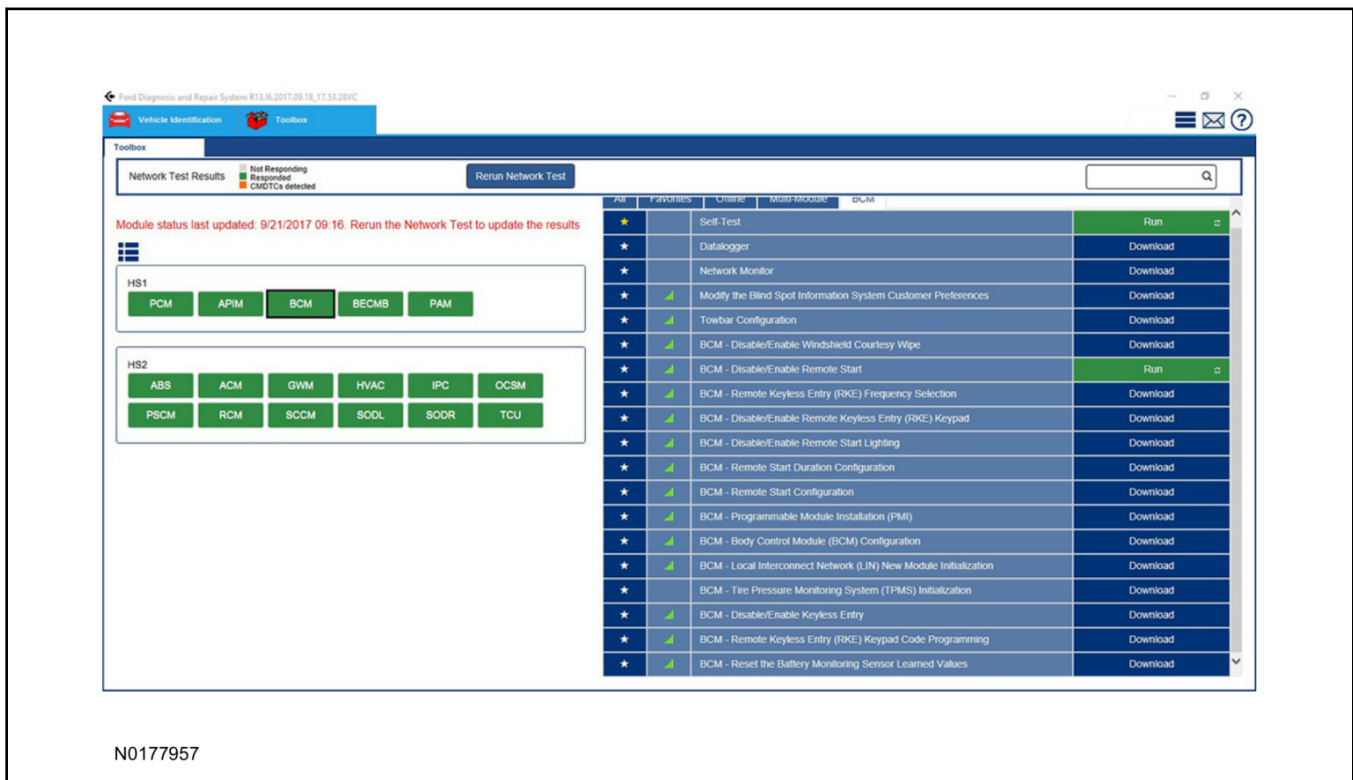 Ford Diagnosis and Repair System R13.J6.2017.09.18_17.53.28VC
Vehicle Identification Toolbox
Toolbox
Network Test Results
Not Responding
Responded
CMDTCs detected
Rerun Network Test
All Favorites Offline Multi-Module BCM
Module status last updated: 9/21/2017 09:16. Rerun the Network Test to update the results
HS1
PCM APIM BCM BECMB PAM
HS2
ABS ACM GWM HVAC IPC OCSM
PSCM RCM SCCM SODL SODR TCU
Self-Test Run
Datalogger Download
Network Monitor Download
Modify the Blind Spot Information System Customer Preferences Download
Towbar Configuration Download
BCM - Disable/Enable Windshield Courtesy Wipe Download
BCM - Disable/Enable Remote Start Run
BCM - Remote Keyless Entry (RKE) Frequency Selection Download
BCM - Disable/Enable Remote Keyless Entry (RKE) Keypad Download
BCM - Disable/Enable Remote Start Lighting Download
BCM - Remote Start Duration Configuration Download
BCM - Remote Start Configuration Download
BCM - Programmable Module Installation (PMI) Download
BCM - Body Control Module (BCM) Configuration Download
BCM - Local Interconnect Network (LIN) New Module Initialization Download
BCM - Tire Pressure Monitoring System (TPMS) Initialization Download
BCM - Disable/Enable Keyless Entry Download
BCM - Remote Keyless Entry (RKE) Keypad Code Programming Download
BCM - Reset the Battery Monitoring Sensor Learned Values Download
N0177957